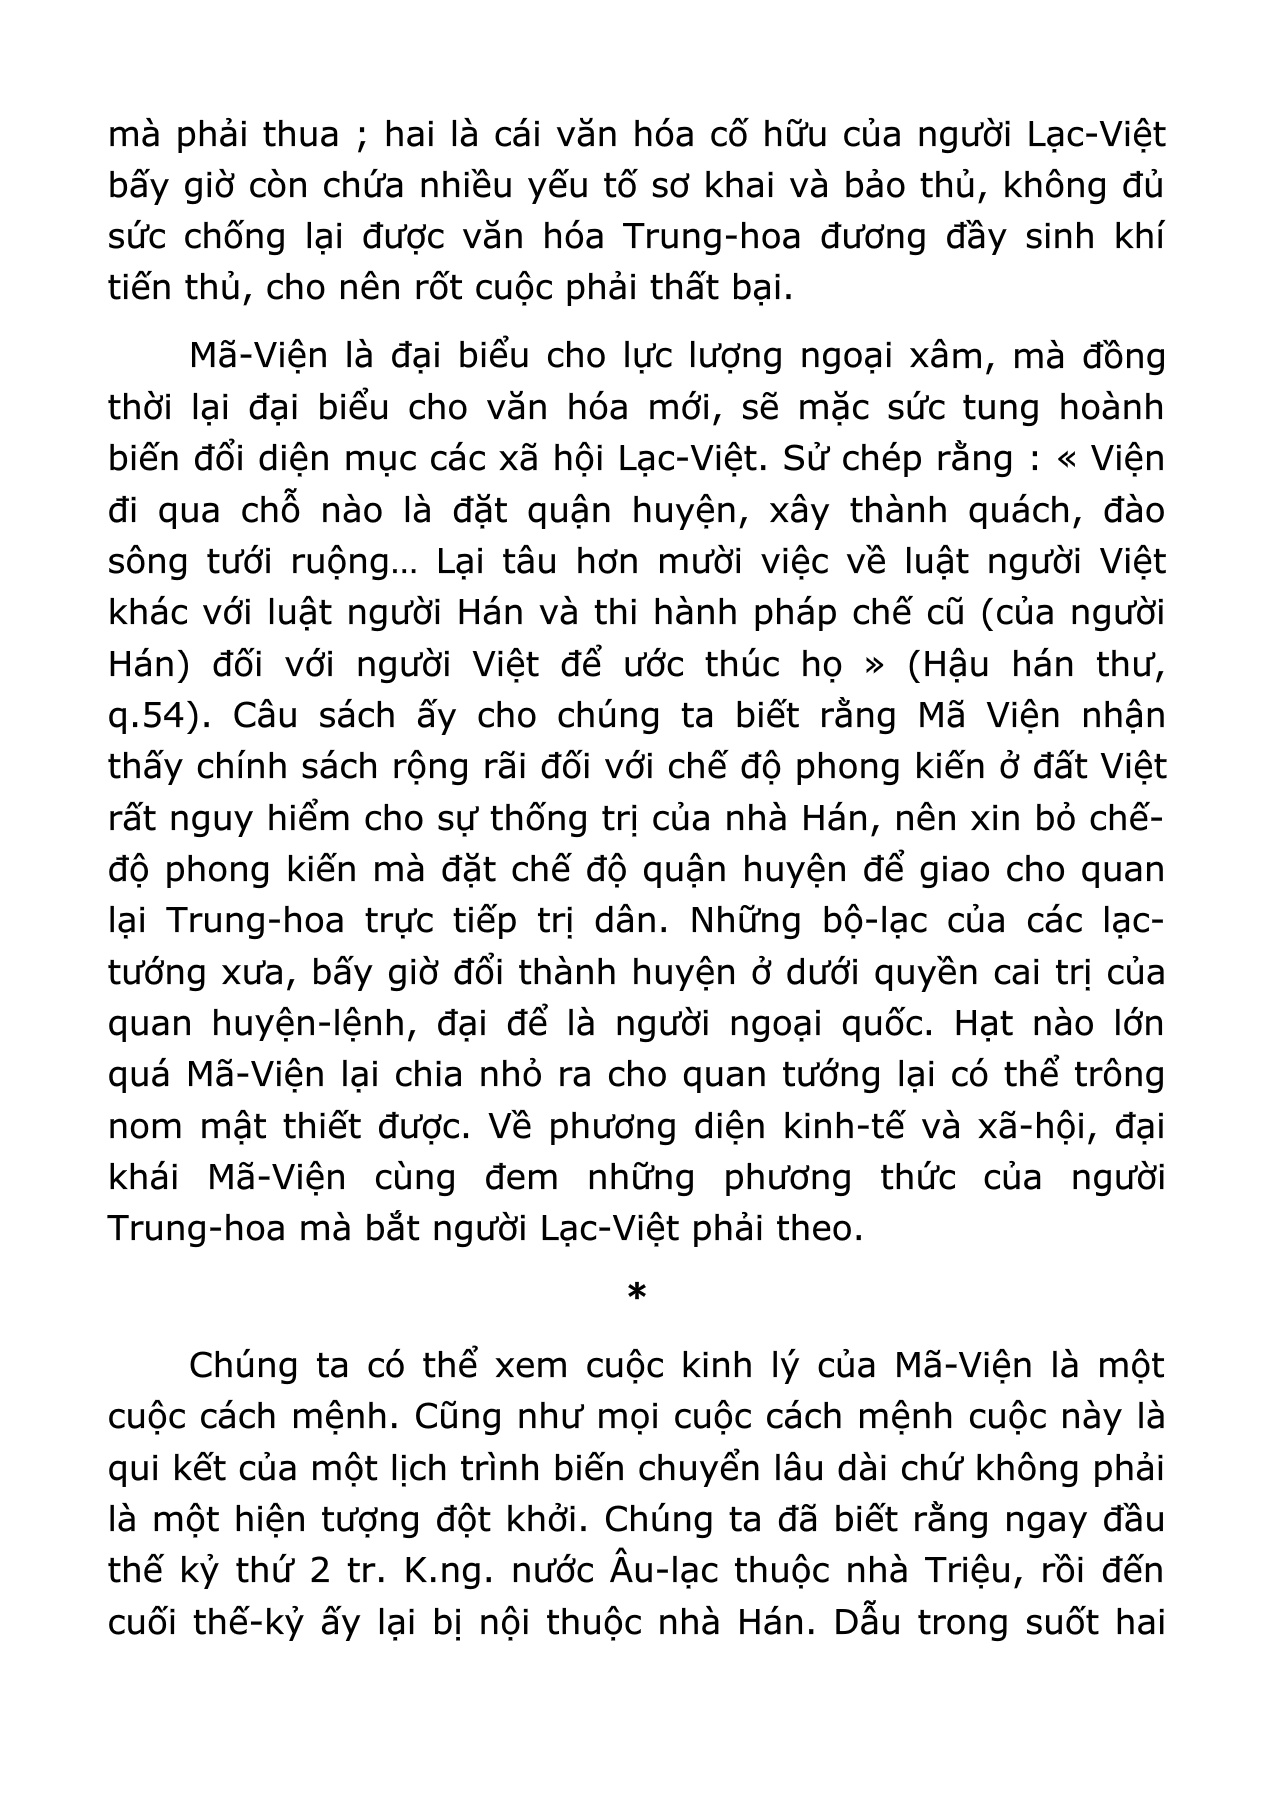 mà phải thua ; hai là cái văn hóa cố hữu của người Lạc-Việt
bấy giờ còn chứa nhiều yếu tố sơ khai và bảo thủ, không đủ
sức chống lại được văn hóa Trung-hoa đương đầy sinh khí
tiến thủ, cho nên rốt cuộc phải thất bại.
Mã-Viện là đại biểu cho lực lượng ngoại xâm, mà đồng
thời lại đại biểu cho văn hóa mới, sẽ mặc sức tung hoành
biến đổi diện mục các xã hội Lạc-Việt. Sử chép rằng : « Viện
đi qua chỗ nào là đặt quận huyện, xây thành quách, đào
sông tưới ruộng… Lại tâu hơn mười việc về luật người Việt
khác với luật người Hán và thi hành pháp chế cũ (của người
Hán) đối với người Việt để ước thúc họ » (Hậu hán thư,
q.54). Câu sách ấy cho chúng ta biết rằng Mã Viện nhận
thấy chính sách rộng rãi đối với chế độ phong kiến ở đất Việt
rất nguy hiểm cho sự thống trị của nhà Hán, nên xin bỏ chế-
độ phong kiến mà đặt chế độ quận huyện để giao cho quan
lại Trung-hoa trực tiếp trị dân. Những bộ-lạc của các lạc-
tướng xưa, bấy giờ đổi thành huyện ở dưới quyền cai trị của
quan huyện-lệnh, đại để là người ngoại quốc. Hạt nào lớn
quá Mã-Viện lại chia nhỏ ra cho quan tướng lại có thể trông
nom mật thiết được. Về phương diện kinh-tế và xã-hội, đại
khái Mã-Viện cùng đem những phương thức của người
Trung-hoa mà bắt người Lạc-Việt phải theo.
*
Chúng ta có thể xem cuộc kinh lý của Mã-Viện là một
cuộc cách mệnh. Cũng như mọi cuộc cách mệnh cuộc này là
qui kết của một lịch trình biến chuyển lâu dài chứ không phải
là một hiện tượng đột khởi. Chúng ta đã biết rằng ngay đầu
thế kỷ thứ 2 tr. K.ng. nước Âu-lạc thuộc nhà Triệu, rồi đến
cuối thế-kỷ ấy lại bị nội thuộc nhà Hán. Dẫu trong suốt hai